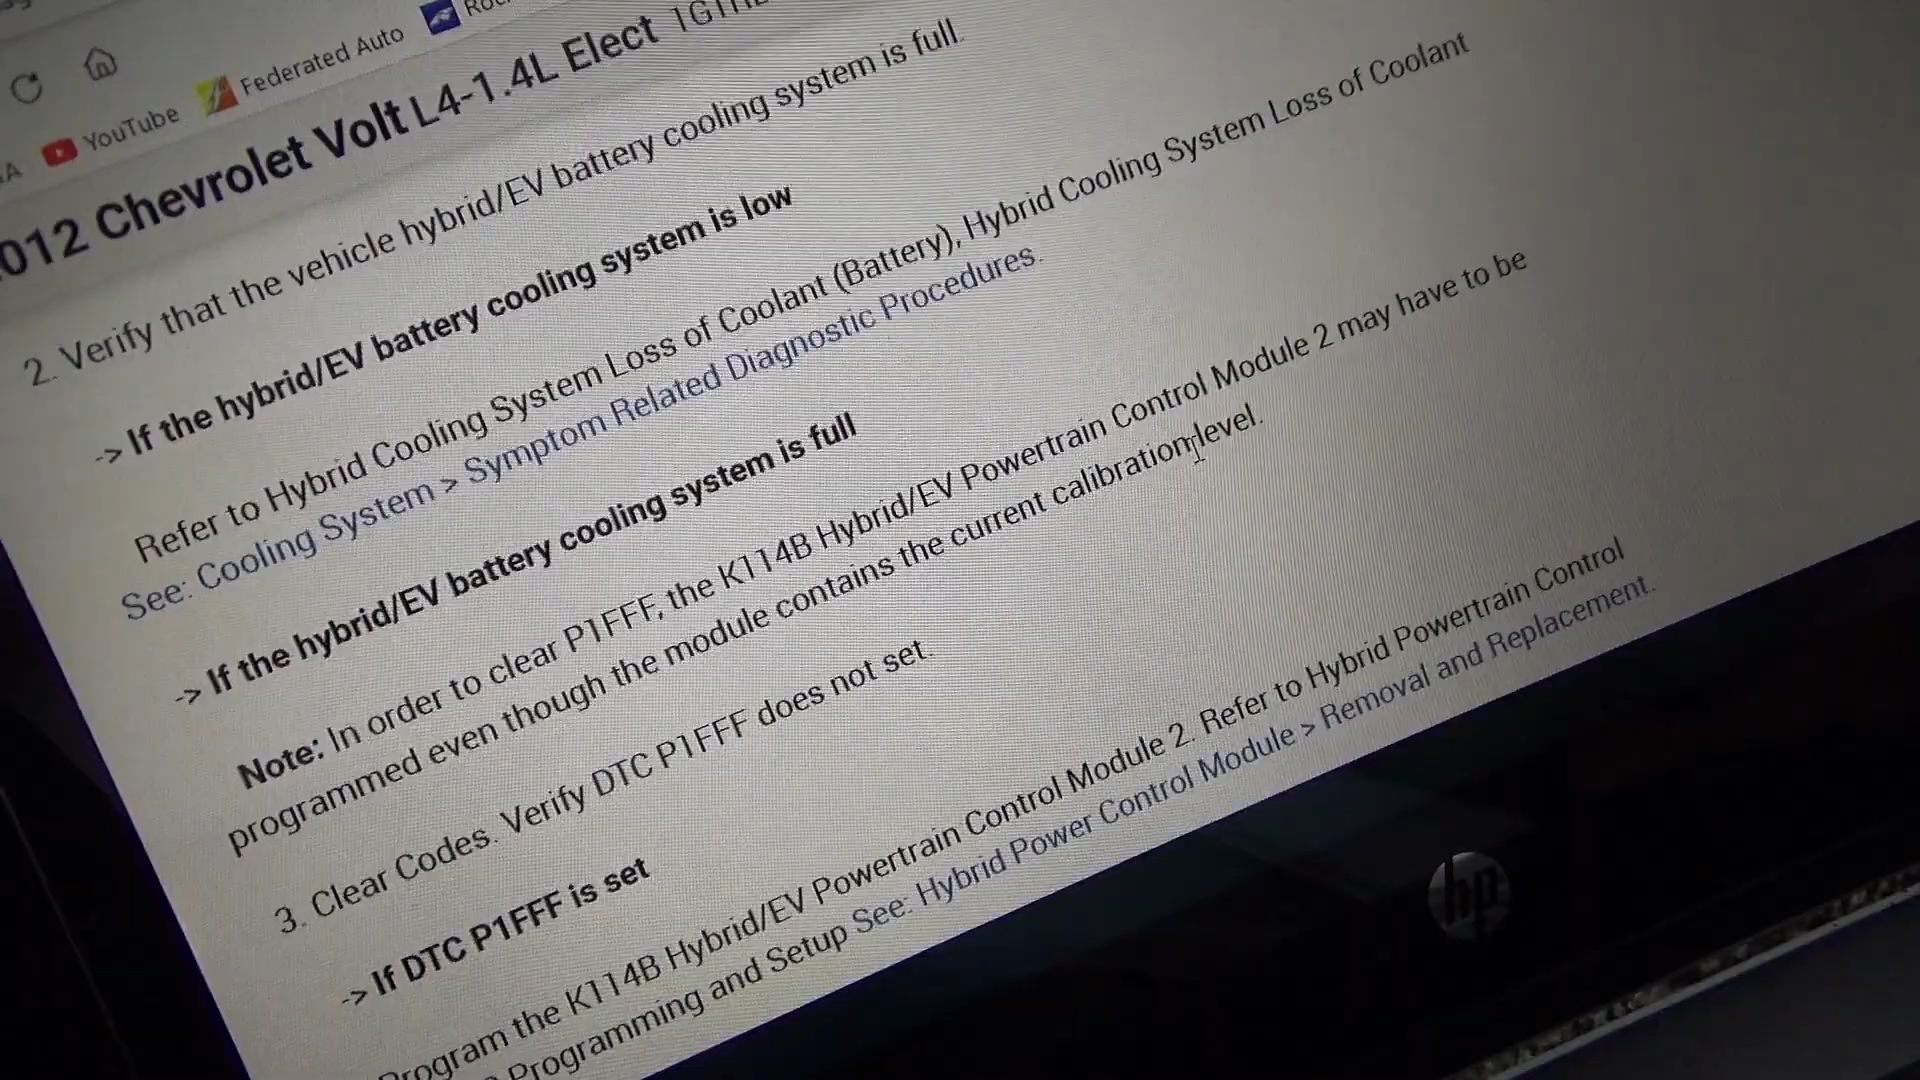 YouTube
Federated Auto
2012 Chevrolet Volt L4-1.4L Elect
2. Verify that the vehicle hybrid/EV battery cooling system is full.
-> If the hybrid/EV battery cooling system is low
Refer to Hybrid Cooling System Loss of Coolant (Battery), Hybrid Cooling System Loss of Coolant
See: Cooling System > Symptom Related Diagnostic Procedures.
-> If the hybrid/EV battery cooling system is full
Note: In order to clear P1FFF, the K114B Hybrid/EV Powertrain Control Module 2 may have to be
programmed even though the module contains the current calibration level.
3. Clear Codes. Verify DTC P1FFF does not set.
-> If DTC P1FFF is set
Program the K114B Hybrid/EV Powertrain Control Module 2. Refer to Hybrid Powertrain Control
Programming and Setup See: Hybrid Power Control Module > Removal and Replacement.
hp